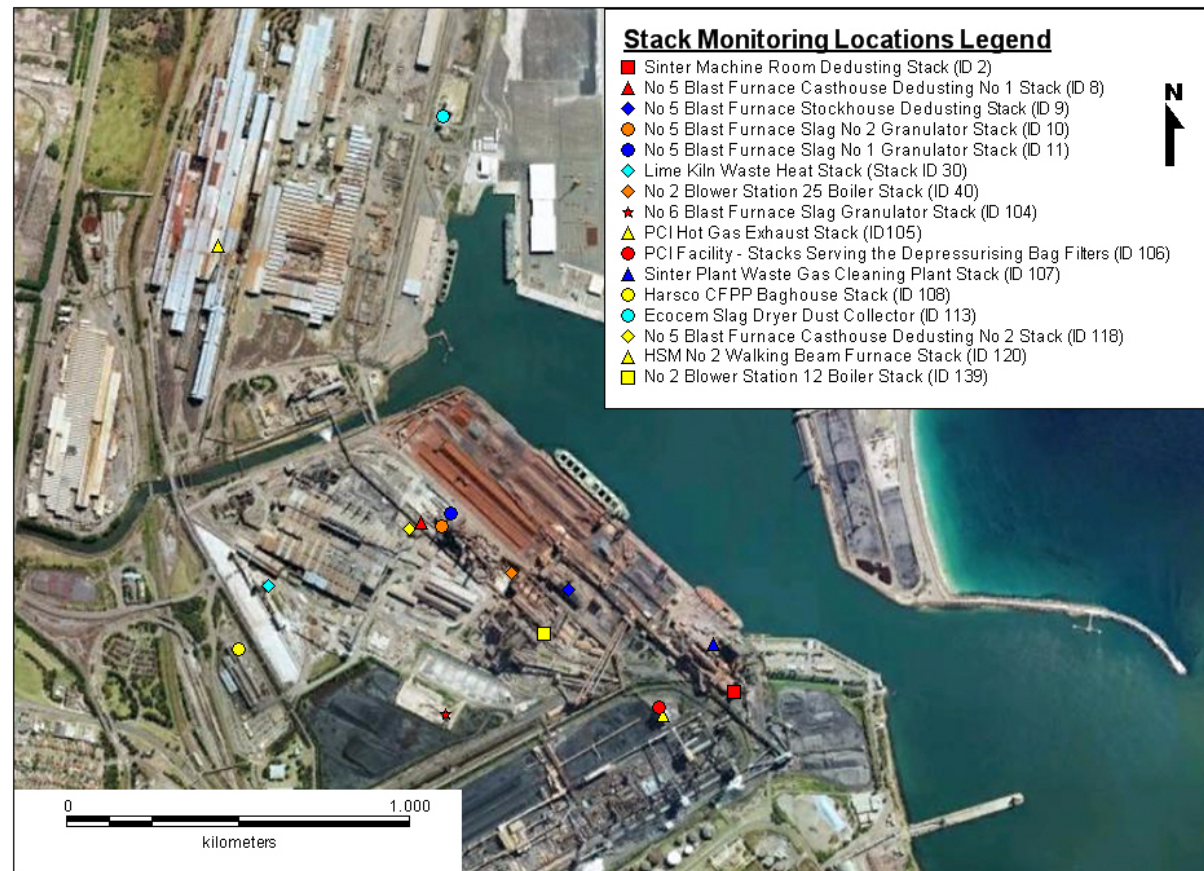 Stack Monitoring Locations Legend
Sinter Machine Room Dedusting Stack (ID 2)
No 5 Blast Furnace Casthouse Dedusting No 1 Stack (ID 8)
No 5 Blast Furnace Stockhouse Dedusting Stack (ID 9)
No 5 Blast Furnace Slag No 2 Granulator Stack (ID 10)
No 5 Blast Furnace Slag No 1 Granulator Stack (ID 11)
Lime Kiln Waste Heat Stack (Stack ID 30)
No 2 Blower Station 25 Boiler Stack (ID 40)
No 6 Blast Furnace Slag Granulator Stack (ID 104)
PCI Hot Gas Exhaust Stack (ID105)
PCI Facility - Stacks Serving the Depressurising Bag Filters (ID 106)
Sinter Plant Waste Gas Cleaning Plant Stack (ID 107)
Harsco CFPP Baghouse Stack (ID 108)
Ecocem Slag Dryer Dust Collector (ID 113)
No 5 Blast Furnace Casthouse Dedusting No 2 Stack (ID 118)
HSM No 2 Walking Beam Furnace Stack (ID 120)
No 2 Blower Station 12 Boiler Stack (ID 139)
N
0 1.000
kilometers